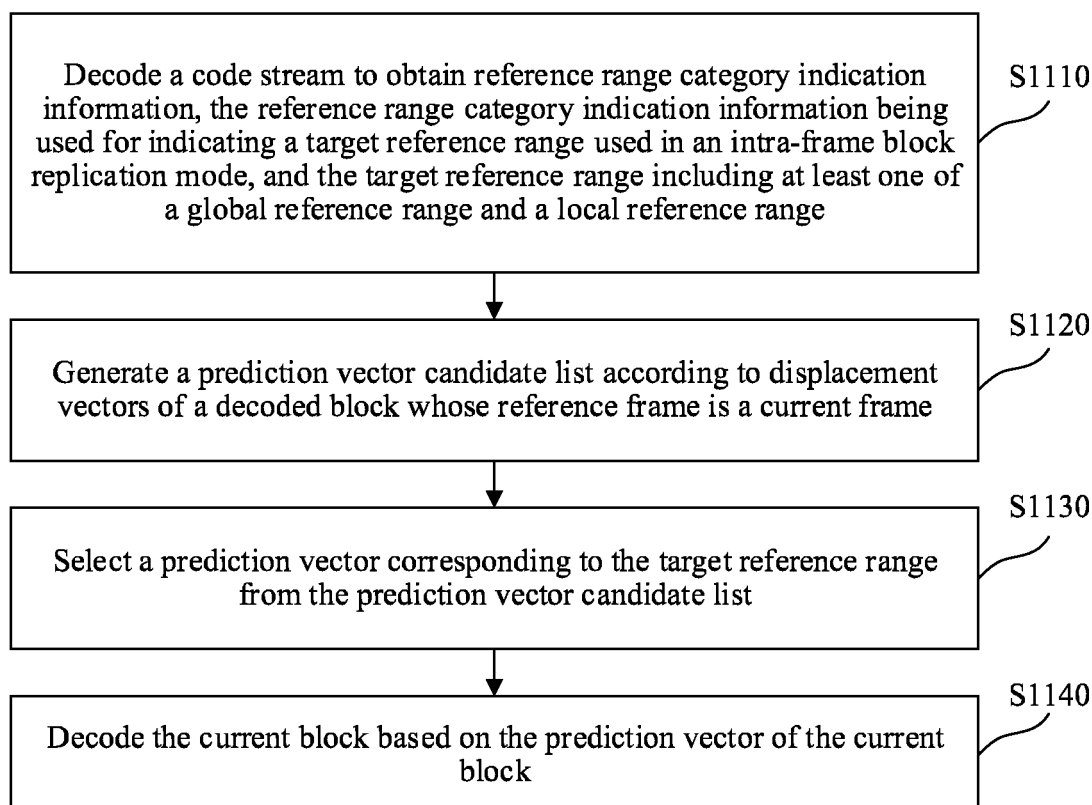 Decode a code stream to obtain reference range category indication
information, the reference range category indication information being
used for indicating a target reference range used in an intra-frame block
replication mode, and the target reference range including at least one of
a global reference range and a local reference range
S1110
Generate a prediction vector candidate list according to displacement
vectors of a decoded block whose reference frame is a current frame
S1120
Select a prediction vector corresponding to the target reference range
from the prediction vector candidate list
S1130
Decode the current block based on the prediction vector of the current
block
S1140